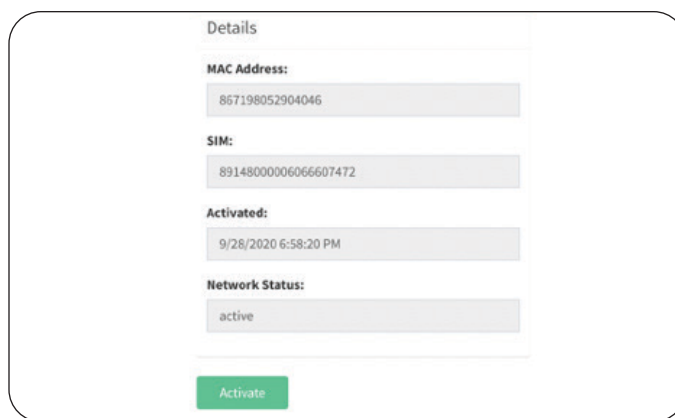 Details
MAC Address:
867198052904046
SIM:
89148000006066607472
Activated:
9/28/2020 6:58:20 PM
Network Status:
active
Activate